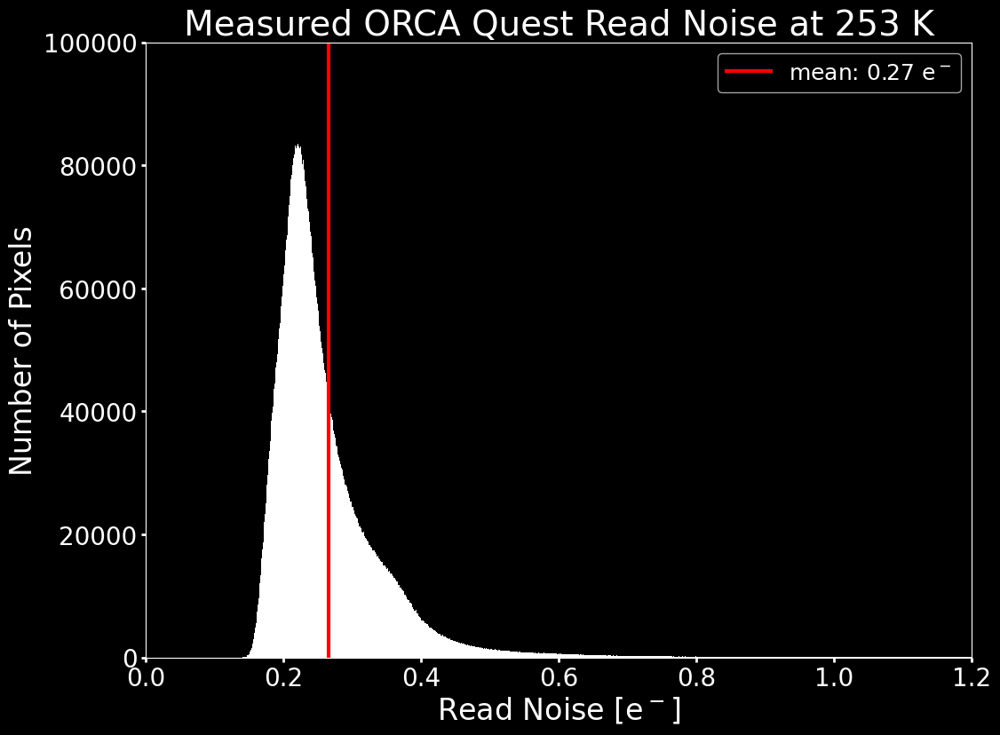 Measured ORCA Quest Read Noise at 253 K
100000
80000
60000
40000
20000
0
Number of Pixels
mean: 0.27 e⁻
0.0 0.2 0.4 0.6 0.8 1.0 1.2
Read Noise [e⁻]